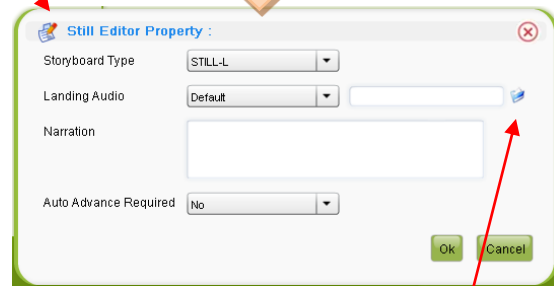 Still Editor Property :
Storyboard Type STILL-L
Landing Audio Default
Narration
Auto Advance Required No
Ok Cancel